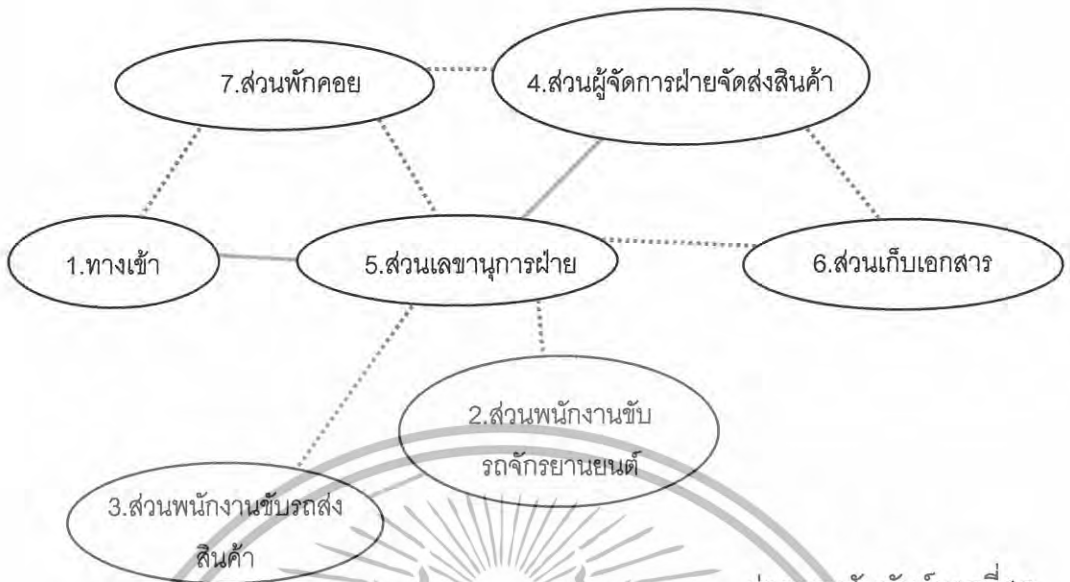 7.ส่วนพักคอย
4.ส่วนผู้จัดการฝ่ายจัดส่งสินค้า
1.ทางเข้า
5.ส่วนเลขานุการฝ่าย
6.ส่วนเก็บเอกสาร
2.ส่วนพนักงานขับ
รถจักรยานยนต์
3.ส่วนพนักงานขับรถส่ง
สินค้า